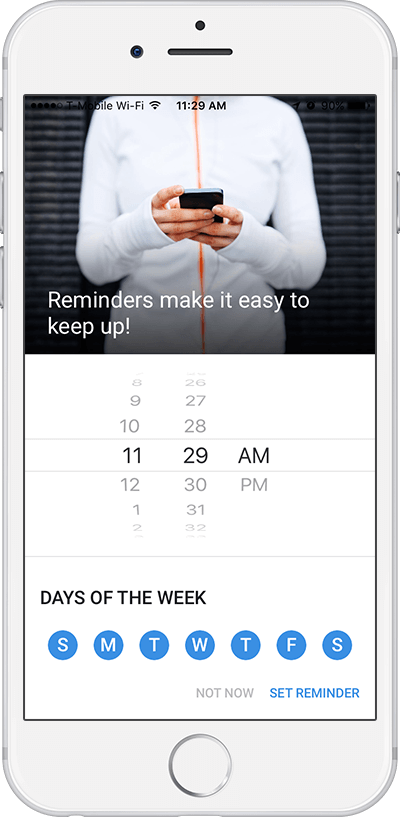 T-Mobile Wi-Fi 11:29 AM 90%
Reminders make it easy to
keep up!
8 26
9 27
10 28
11 29 AM
12 30 PM
1 31
2 32
DAYS OF THE WEEK
S M T W T F S
NOT NOW SET REMINDER